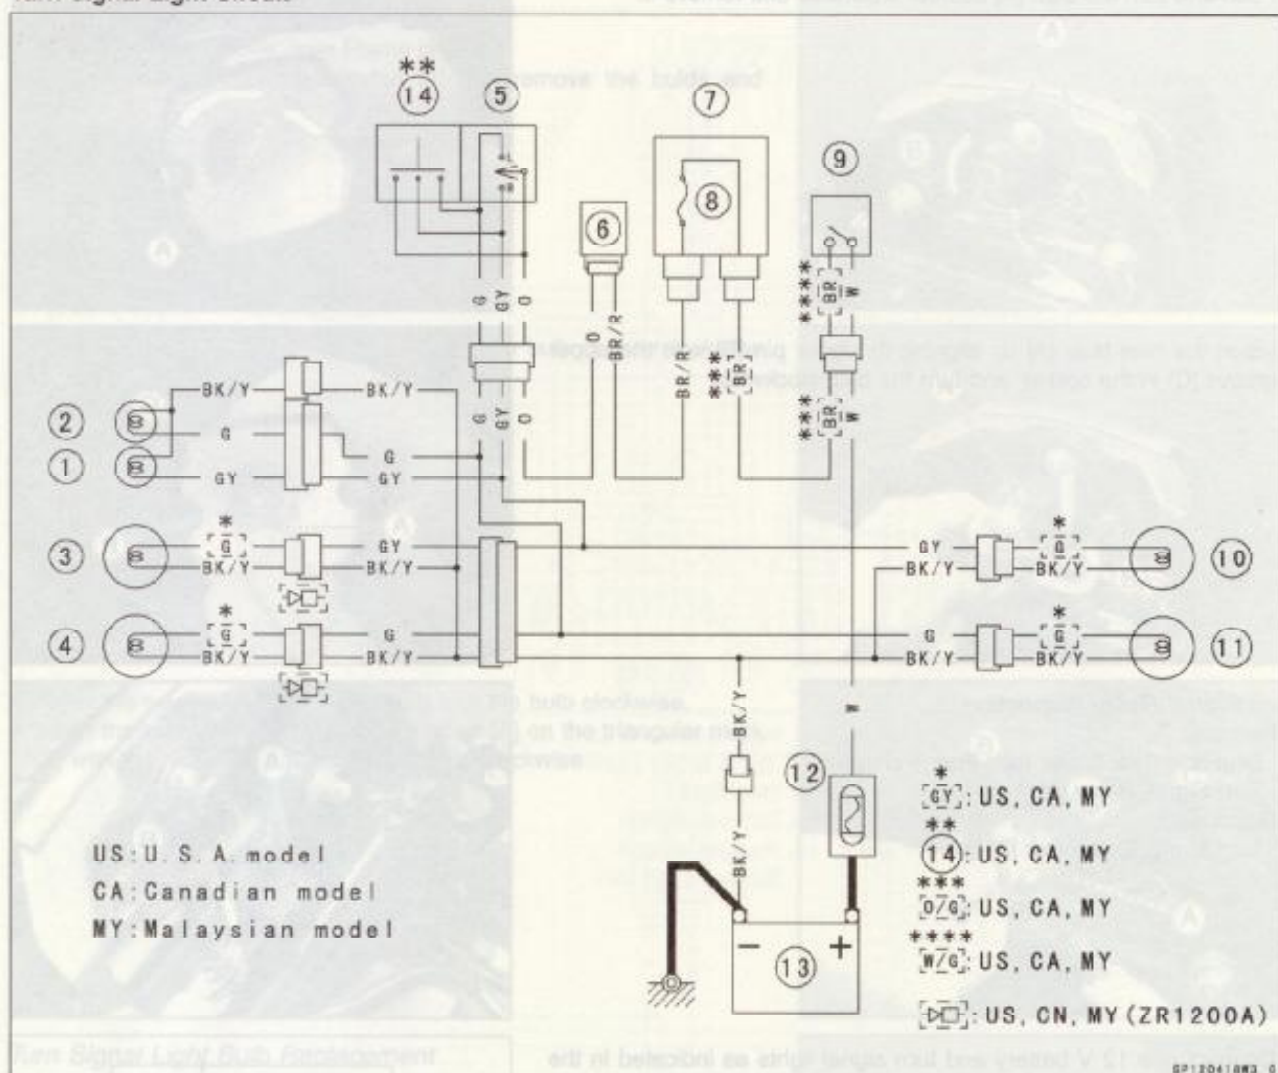 Turn Signal Light Circuit
**
14
5
7
9
6
8
L
R
G GY O
O
BR/R
BR/R
***
BR
****
BR
W
***
BR
W
G GY O
2
1
BK/Y
BK/Y
G
G
GY
GY
3
*
G
BK/Y
GY
BK/Y
4
*
G
BK/Y
G
BK/Y
GY
BK/Y
*
G
BK/Y
10
G
BK/Y
*
G
BK/Y
11
BK/Y
BK/Y
W
12
13
- +
US:U.S.A.model
CA:Canadian model
MY:Malaysian model
*
GY:US, CA, MY
**
14:US, CA, MY
***
O/G:US, CA, MY
****
W/G:US, CA, MY
:US, CN, MY(ZR1200A)
Turn Signal Light Bulb Replacement